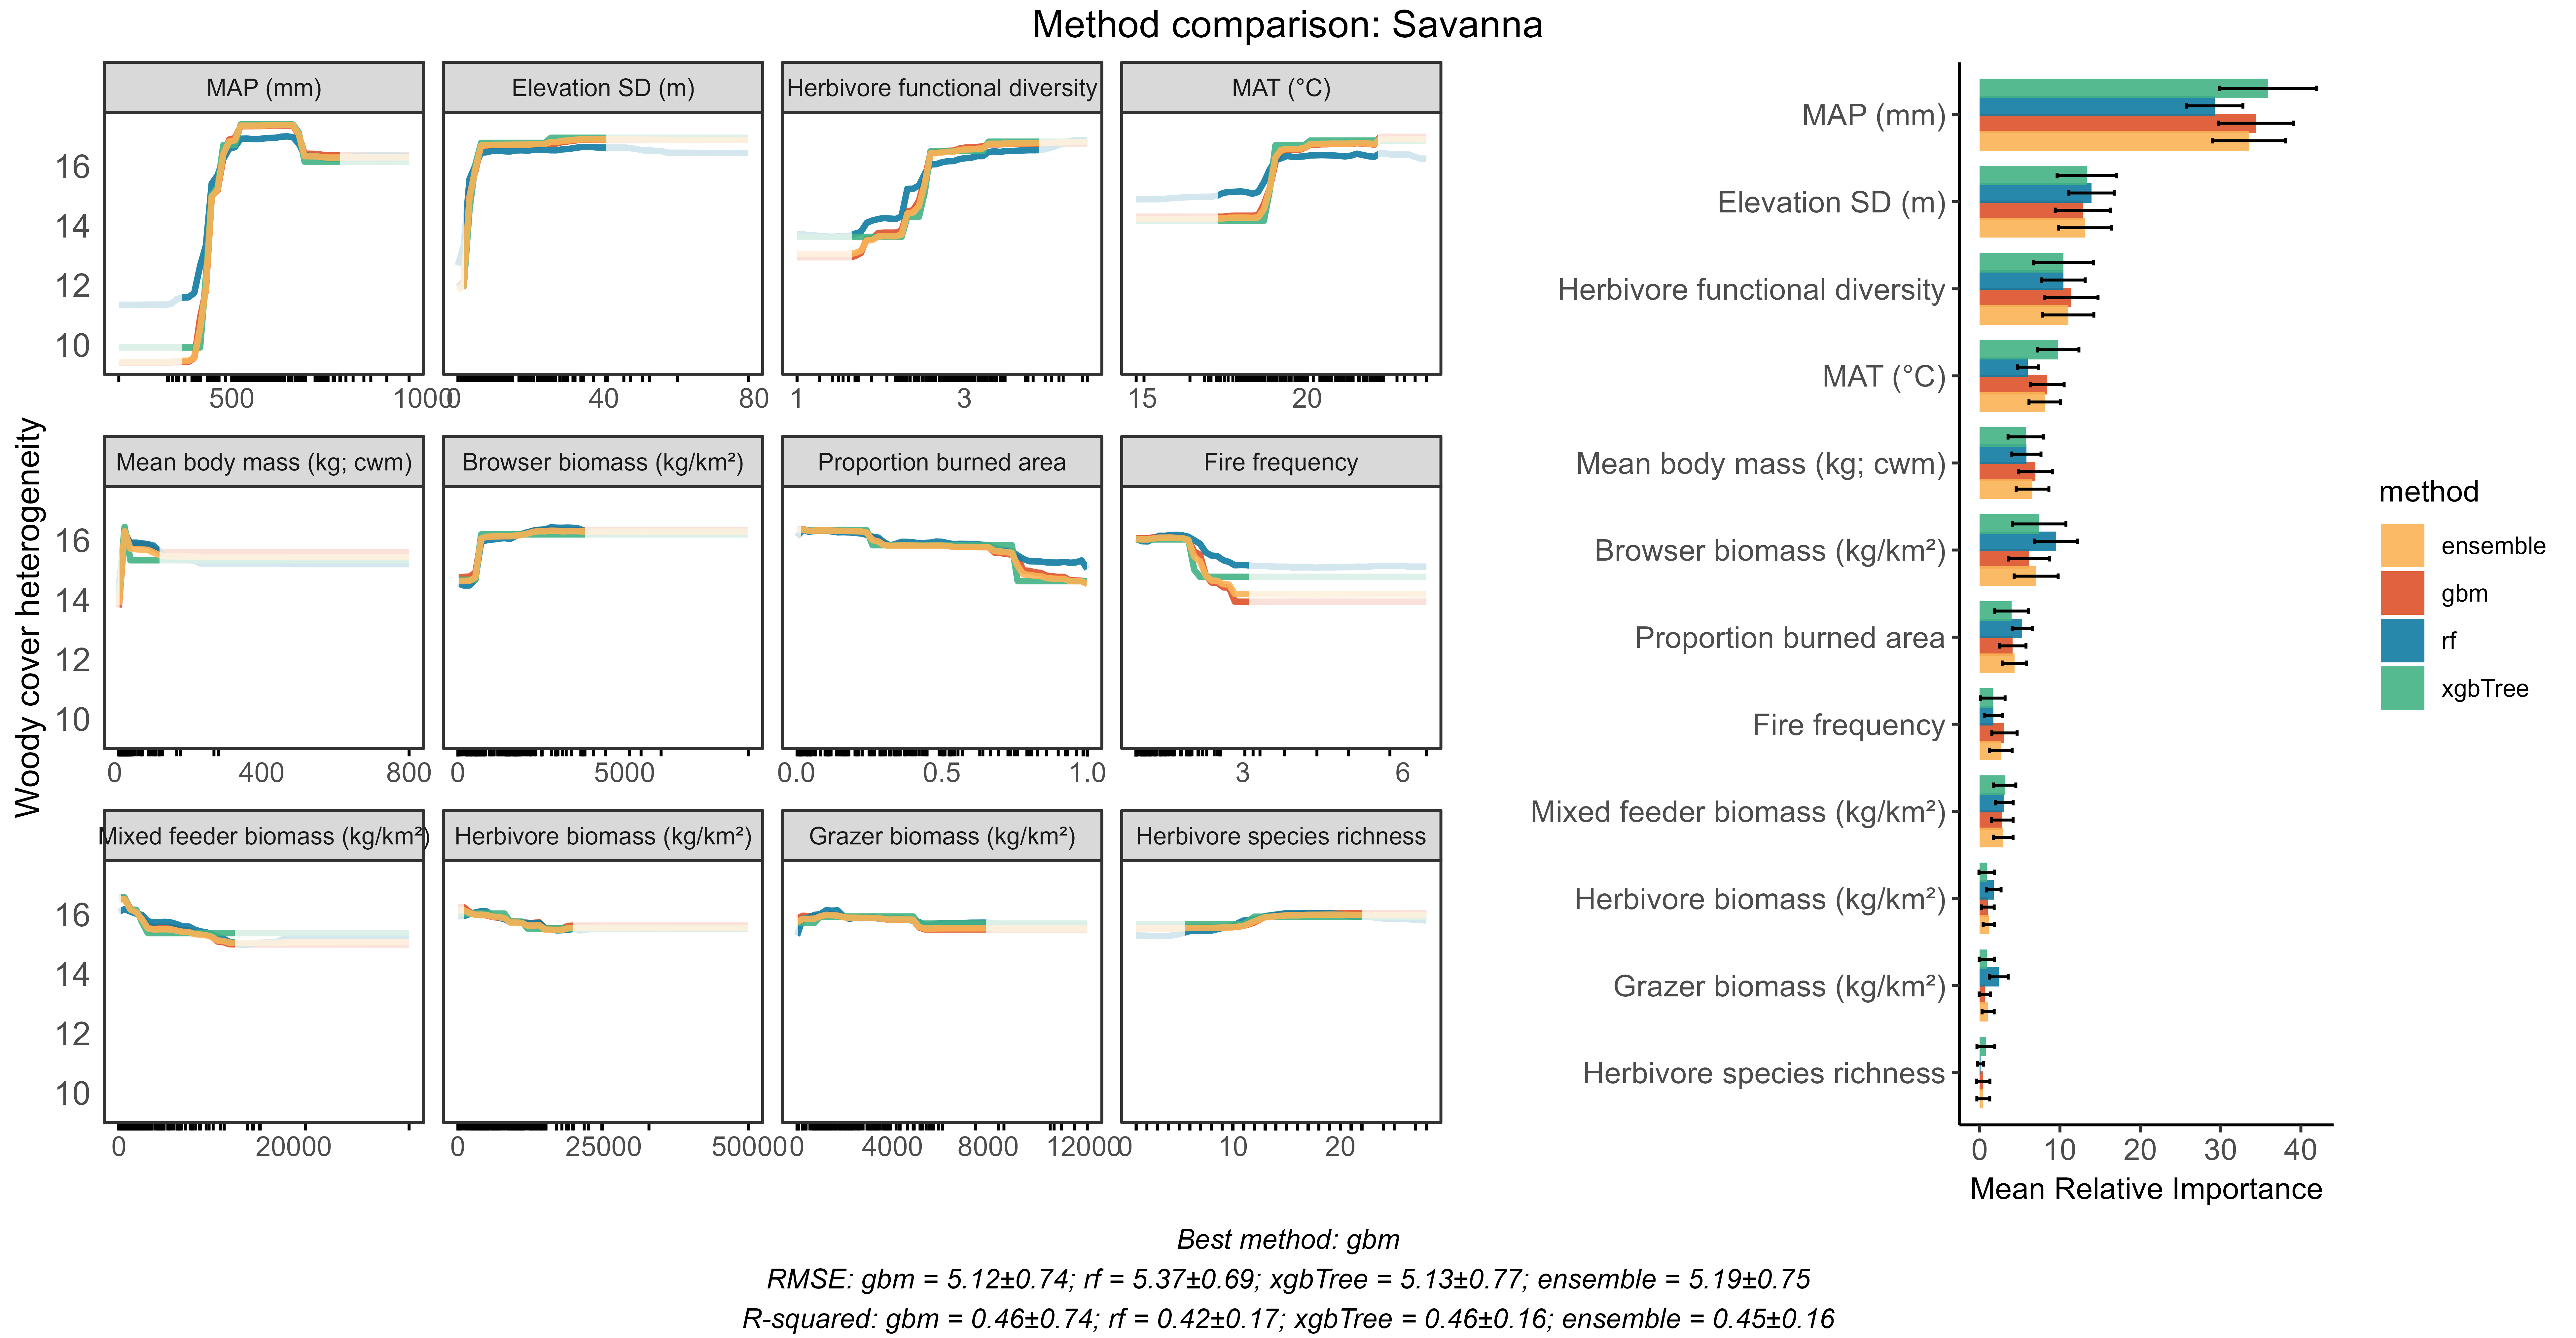 Method comparison: Savanna
MAP (mm)
Elevation SD (m)
Herbivore functional diversity
MAT (°C)
16
14
12
10
500
1000
0
40
80
1
3
15
20
Woody cover heterogeneity
Mean body mass (kg; cwm)
Browser biomass (kg/km²)
Proportion burned area
Fire frequency
16
14
12
10
0
400
800
0
5000
0.0
0.5
1.0
3
6
Mixed feeder biomass (kg/km²)
Herbivore biomass (kg/km²)
Grazer biomass (kg/km²)
Herbivore species richness
16
14
12
10
0
20000
0
25000
50000
0
4000
8000
12000
0
10
20
MAP (mm)
Elevation SD (m)
Herbivore functional diversity
MAT (°C)
Mean body mass (kg; cwm)
Browser biomass (kg/km²)
Proportion burned area
Fire frequency
Mixed feeder biomass (kg/km²)
Herbivore biomass (kg/km²)
Grazer biomass (kg/km²)
Herbivore species richness
0
10
20
30
40
Mean Relative Importance
method
ensemble
gbm
rf
xgbTree
Best method: gbm
RMSE: gbm = 5.12±0.74; rf = 5.37±0.69; xgbTree = 5.13±0.77; ensemble = 5.19±0.75
R-squared: gbm = 0.46±0.74; rf = 0.42±0.17; xgbTree = 0.46±0.16; ensemble = 0.45±0.16